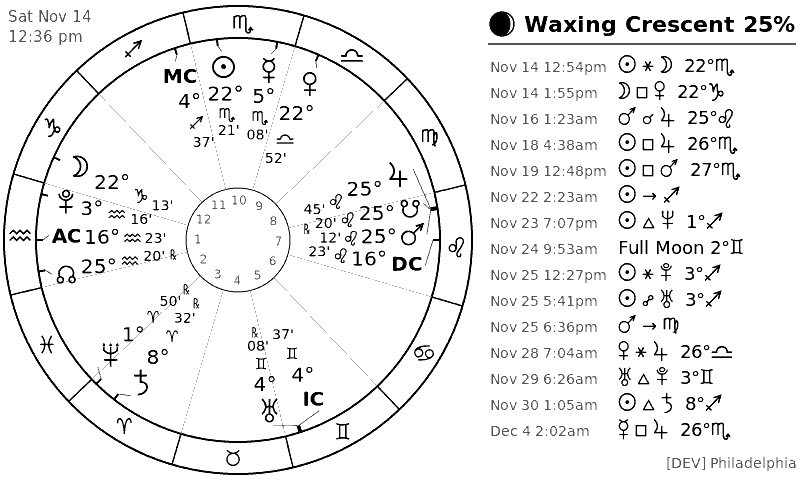 Sat Nov 14
12:36 pm
Waxing Crescent 25%
MC
4°
♐
37'
☉
22°
♏
21'
☿
5°
♏
08'
♀
22°
♎
52'
☽ 22° ♑ 13'
♇ 3° ♒ 16'
AC 16° ♒ 23'
☊ 25° ♒ 20' ℞
45' ♌ 25° ♃
℞ 20' ♌ 25° ☋
12' ♌ 25° ♂
23' ♌ 16° DC
♆ 1° ♈ 50' ℞
♄ 8° ♈ 32' ℞
℞
08'
♊
4°
♅
37'
♊
4°
IC
♏
♎
♍
♌
♋
♊
♉
♈
♓
♒
♑
♐
1
2
3
4
5
6
7
8
9
10
11
12
Nov 14 12:54pm ☉ ⚹ ☽ 22°♏
Nov 14 1:55pm ☽ □ ♀ 22°♑
Nov 16 1:23am ♂ ☌ ♃ 25°♌
Nov 18 4:38am ☉ □ ♃ 26°♏
Nov 19 12:48pm ☉ □ ♂ 27°♏
Nov 22 2:23am ☉ → ♐
Nov 23 7:07pm ☉ △ ♆ 1°♐
Nov 24 9:53am Full Moon 2°♊
Nov 25 12:27pm ☉ ⚹ ♇ 3°♐
Nov 25 5:41pm ☉ ☍ ♅ 3°♐
Nov 25 6:36pm ♂ → ♍
Nov 28 7:04am ♀ ⚹ ♃ 26°♎
Nov 29 6:26am ♅ △ ♇ 3°♊
Nov 30 1:05am ☉ △ ♄ 8°♐
Dec 4 2:02am ☿ □ ♃ 26°♏
[DEV] Philadelphia